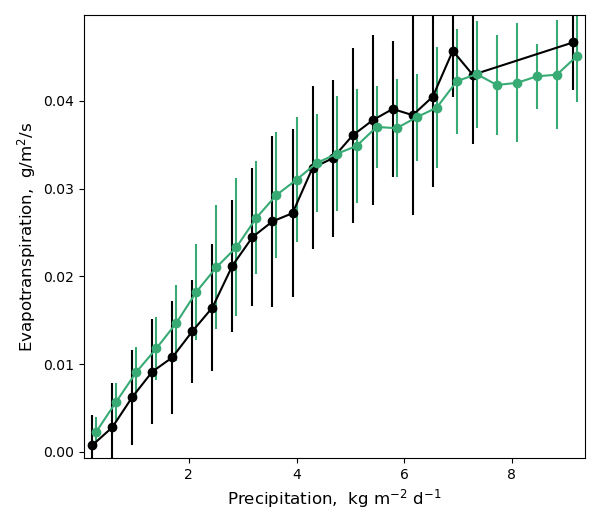 Evapotranspiration, g/m²/s
0.04
0.03
0.02
0.01
0.00
2 4 6 8
Precipitation, kg m⁻² d⁻¹